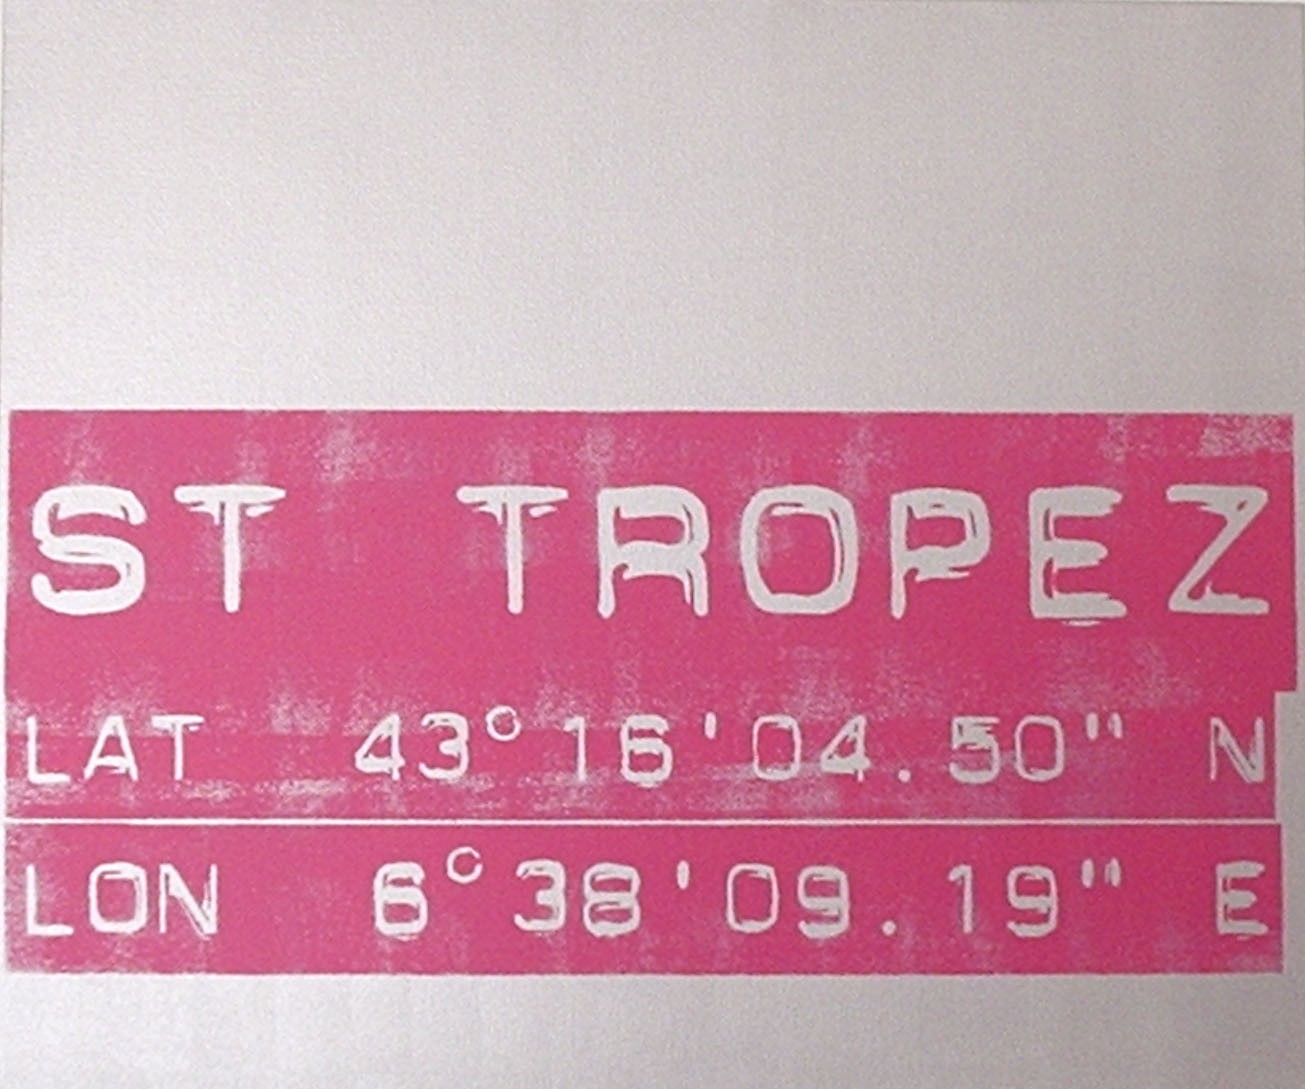 ST TROPEZ
LAT 43°16'04.50" N
LON 6°38'09.19" E